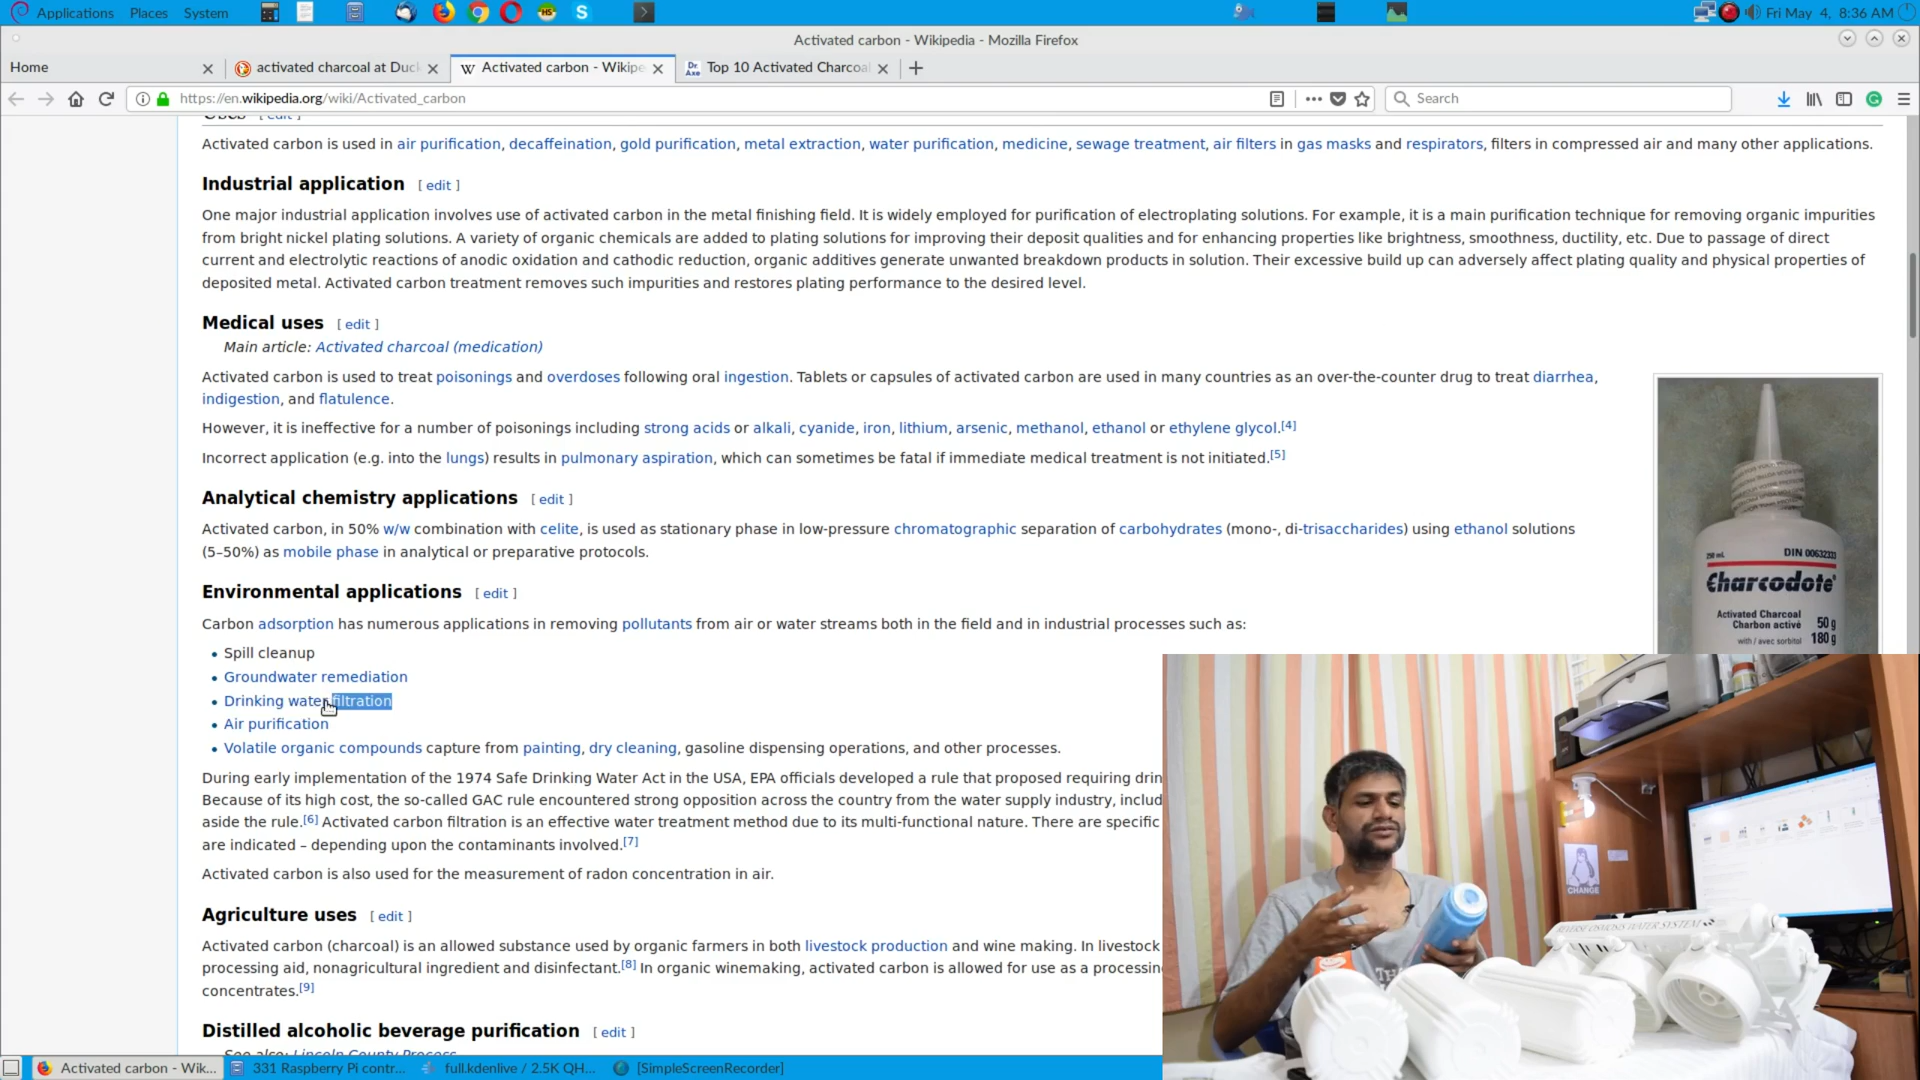 Applications Places System
S
Fri May 4, 8:36 AM
Activated carbon - Wikipedia - Mozilla Firefox
Home
activated charcoal at Duc
W Activated carbon - Wikipe
Dr. Axe Top 10 Activated Charcoa
https://en.wikipedia.org/wiki/Activated_carbon
Search
Uses [ edit ]
Activated carbon is used in air purification, decaffeination, gold purification, metal extraction, water purification, medicine, sewage treatment, air filters in gas masks and respirators, filters in compressed air and many other applications.
Industrial application [ edit ]
One major industrial application involves use of activated carbon in the metal finishing field. It is widely employed for purification of electroplating solutions. For example, it is a main purification technique for removing organic impurities
from bright nickel plating solutions. A variety of organic chemicals are added to plating solutions for improving their deposit qualities and for enhancing properties like brightness, smoothness, ductility, etc. Due to passage of direct
current and electrolytic reactions of anodic oxidation and cathodic reduction, organic additives generate unwanted breakdown products in solution. Their excessive build up can adversely affect plating quality and physical properties of
deposited metal. Activated carbon treatment removes such impurities and restores plating performance to the desired level.
Medical uses [ edit ]
Main article: Activated charcoal (medication)
Activated carbon is used to treat poisonings and overdoses following oral ingestion. Tablets or capsules of activated carbon are used in many countries as an over-the-counter drug to treat diarrhea,
indigestion, and flatulence.
However, it is ineffective for a number of poisonings including strong acids or alkali, cyanide, iron, lithium, arsenic, methanol, ethanol or ethylene glycol.[4]
Incorrect application (e.g. into the lungs) results in pulmonary aspiration, which can sometimes be fatal if immediate medical treatment is not initiated.[5]
Analytical chemistry applications [ edit ]
Activated carbon, in 50% w/w combination with celite, is used as stationary phase in low-pressure chromatographic separation of carbohydrates (mono-, di-trisaccharides) using ethanol solutions
(5–50%) as mobile phase in analytical or preparative protocols.
250 mL DIN 00632333
Charcodote
Activated Charcoal
Charbon activé
50 g
180 g
with / avec sorbitol
Environmental applications [ edit ]
Carbon adsorption has numerous applications in removing pollutants from air or water streams both in the field and in industrial processes such as:
• Spill cleanup
• Groundwater remediation
• Drinking water filtration
• Air purification
• Volatile organic compounds capture from painting, dry cleaning, gasoline dispensing operations, and other processes.
During early implementation of the 1974 Safe Drinking Water Act in the USA, EPA officials developed a rule that proposed requiring drin
Because of its high cost, the so-called GAC rule encountered strong opposition across the country from the water supply industry, includ
aside the rule.[6] Activated carbon filtration is an effective water treatment method due to its multi-functional nature. There are specific
are indicated – depending upon the contaminants involved.[7]
Activated carbon is also used for the measurement of radon concentration in air.
Agriculture uses [ edit ]
Activated carbon (charcoal) is an allowed substance used by organic farmers in both livestock production and wine making. In livestock
processing aid, nonagricultural ingredient and disinfectant.[8] In organic winemaking, activated carbon is allowed for use as a processin
concentrates.[9]
Distilled alcoholic beverage purification [ edit ]
See also: Lincoln County Process
CHANGE
REVERSE OSMOSIS WATER SYSTEM
Activated carbon - Wik...
331 Raspberry Pi contr...
full.kdenlive / 2.5K QH...
[SimpleScreenRecorder]